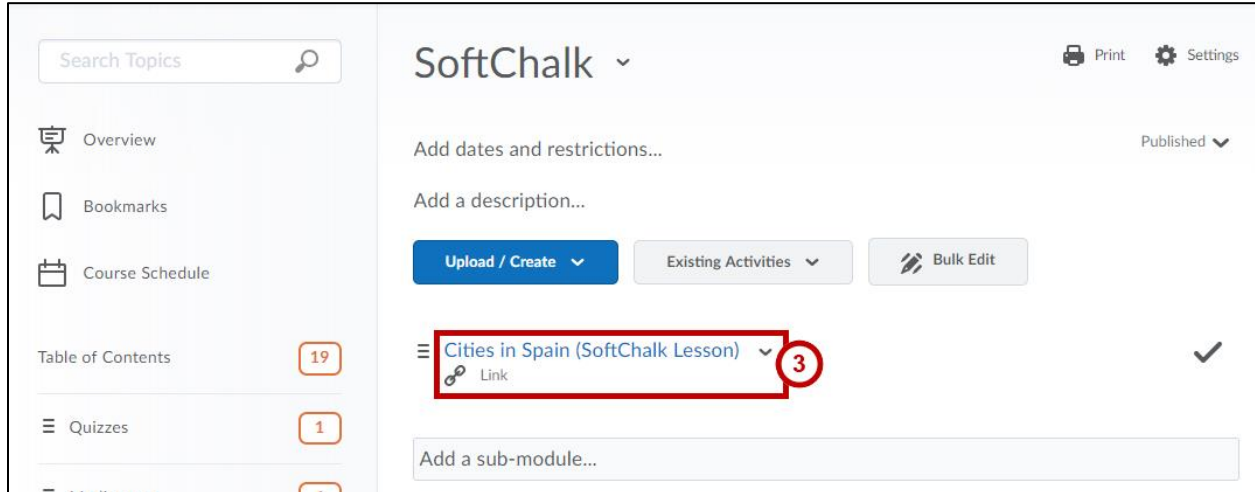 Search Topics
Overview
Bookmarks
Course Schedule
Table of Contents 19
Quizzes 1
SoftChalk
Print Settings
Add dates and restrictions...
Published
Add a description...
Upload / Create Existing Activities Bulk Edit
Cities in Spain (SoftChalk Lesson)
3
Link
Add a sub-module...